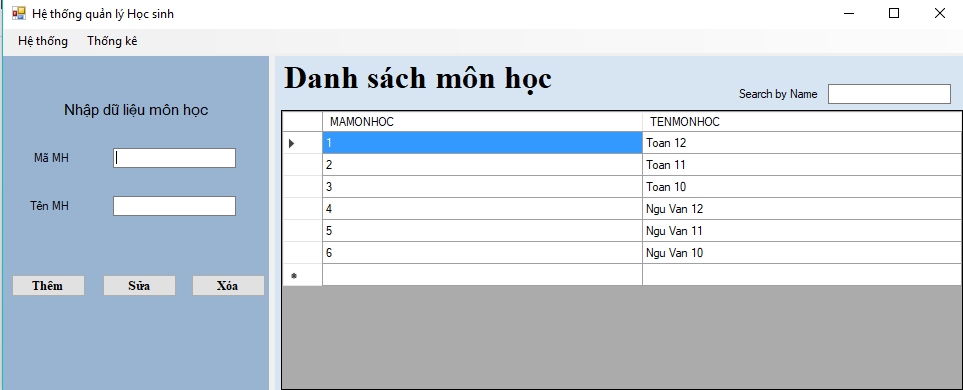 Hệ thống quản lý Học sinh
Hệ thống Thống kê
Nhập dữ liệu môn học
Mã MH
Tên MH
Thêm Sửa Xóa
Danh sách môn học
Search by Name
MAMONHOC TENMONHOC
1 Toan 12
2 Toan 11
3 Toan 10
4 Ngu Van 12
5 Ngu Van 11
6 Ngu Van 10